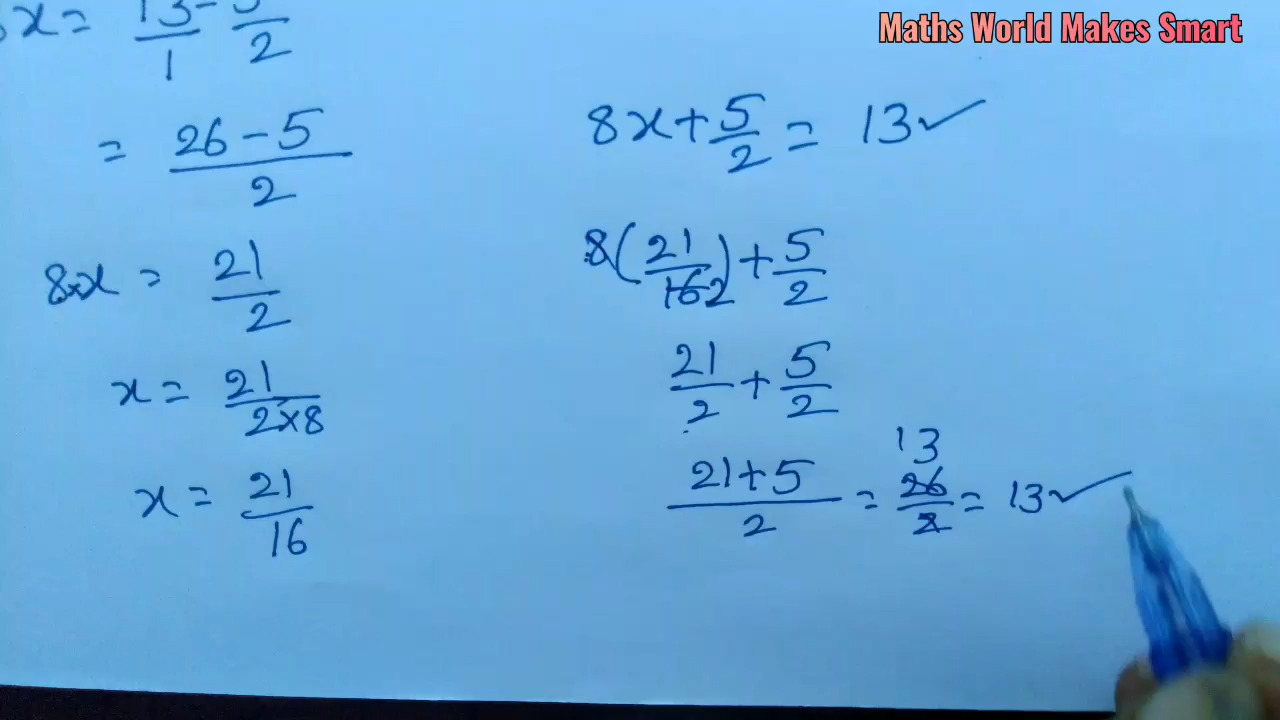 Maths World Makes Smart
x = 13/1 - 5/2
= (26 - 5)/2
8x = 21/2
x = 21/(2×8)
x = 21/16
8x + 5/2 = 13 ✓
8(21/16 2) + 5/2
21/2 + 5/2
(21+5)/2 = 13 26/2 = 13 ✓